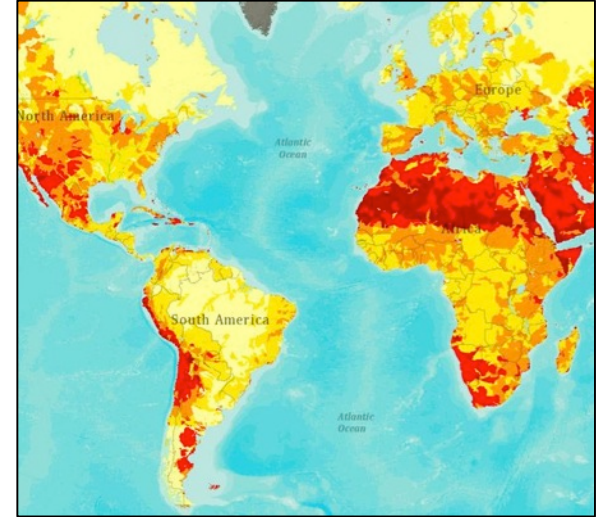 Europe
North America
Atlantic
Ocean
Africa
South America
Atlantic
Ocean